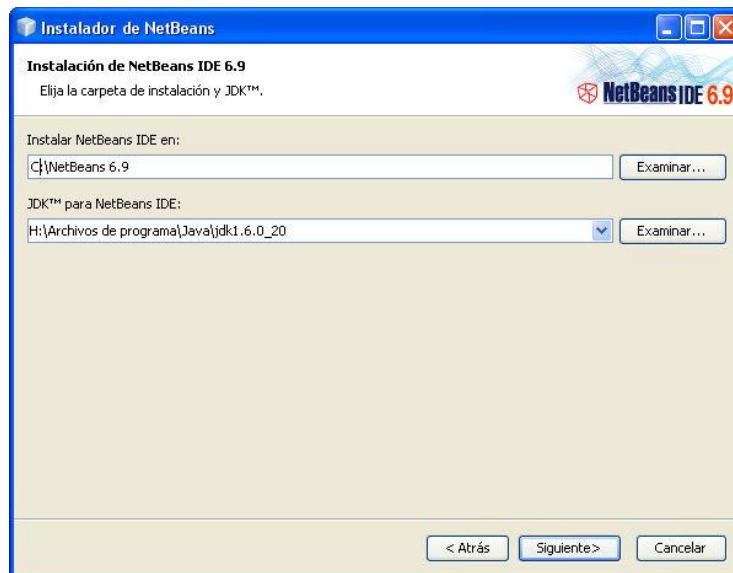 Instalador de NetBeans
Instalación de NetBeans IDE 6.9
Elija la carpeta de instalación y JDK™.
NetBeans IDE 6.9
Instalar NetBeans IDE en:
C:\NetBeans 6.9
Examinar...
JDK™ para NetBeans IDE:
H:\Archivos de programa\Java\jdk1.6.0_20
Examinar...
< Atrás
Siguiente>
Cancelar